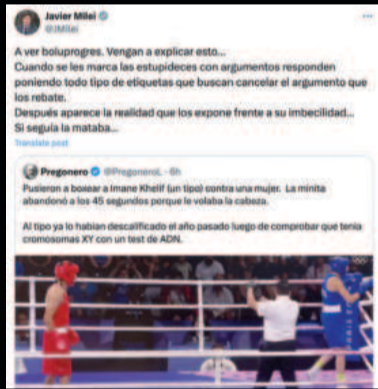 Javier Milei
@JMilei
A ver boluprogres. Vengan a explicar esto...
Cuando se les marca las estupideces con argumentos responden
poniendo todo tipo de etiquetas que buscan cancelar el argumento que
los rebate.
Después aparece la realidad que los expone frente a su imbecilidad...
Si seguía la mataba...
Translate post
Pregonero @PregoneroL · 6h
Pusieron a boxear a Imane Khelif (un tipo) contra una mujer. La minita
abandonó a los 45 segundos porque le volaba la cabeza.
Al tipo ya lo habían descalificado el año pasado luego de comprobar que tenía
cromosomas XY con un test de ADN.